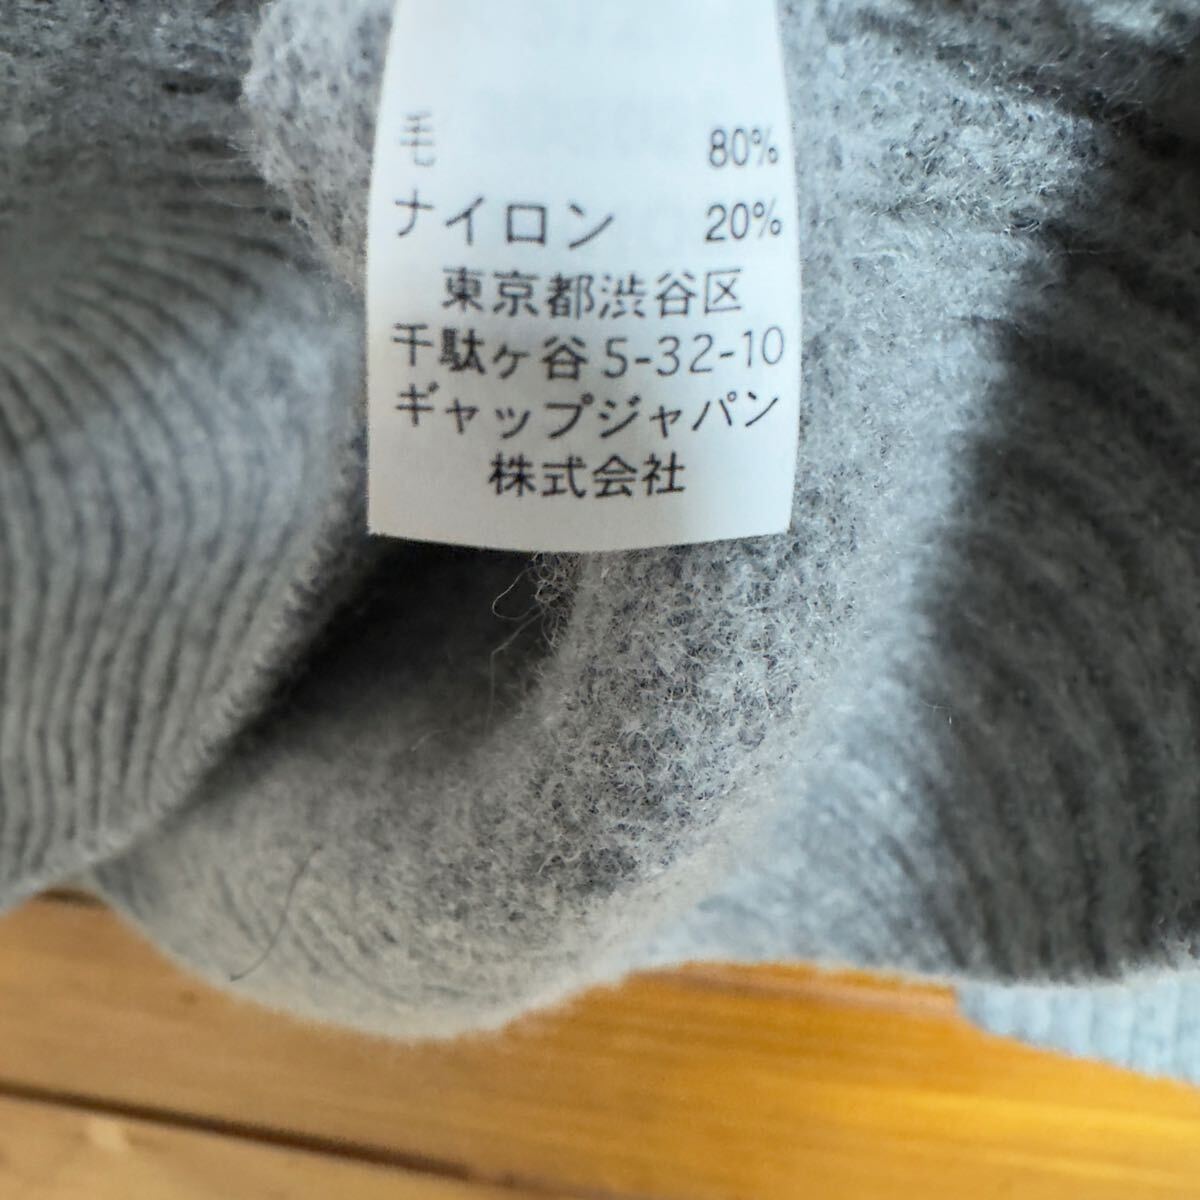 毛 80%
ナイロン 20%
東京都渋谷区
千駄ヶ谷5-32-10
ギャップジャパン
株式会社